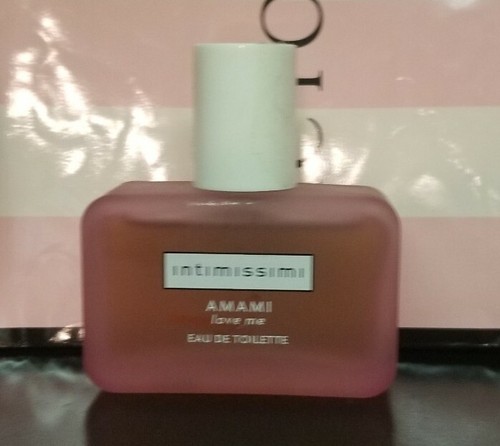 intimissimi
AMAMI
love me
EAU DE TOILETTE